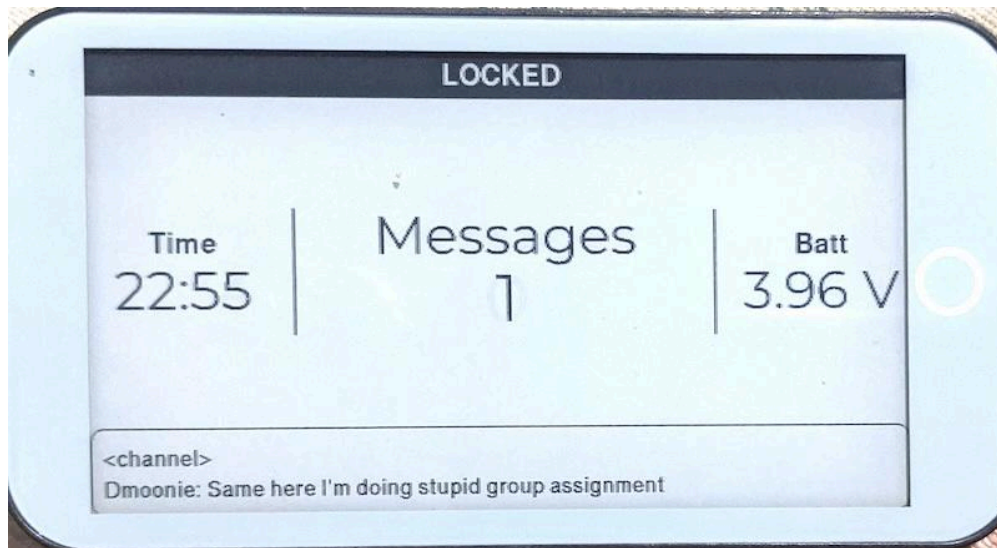 LOCKED
Time
22:55
Messages
1
Batt
3.96 V
<channel>
Dmoonie: Same here I'm doing stupid group assignment